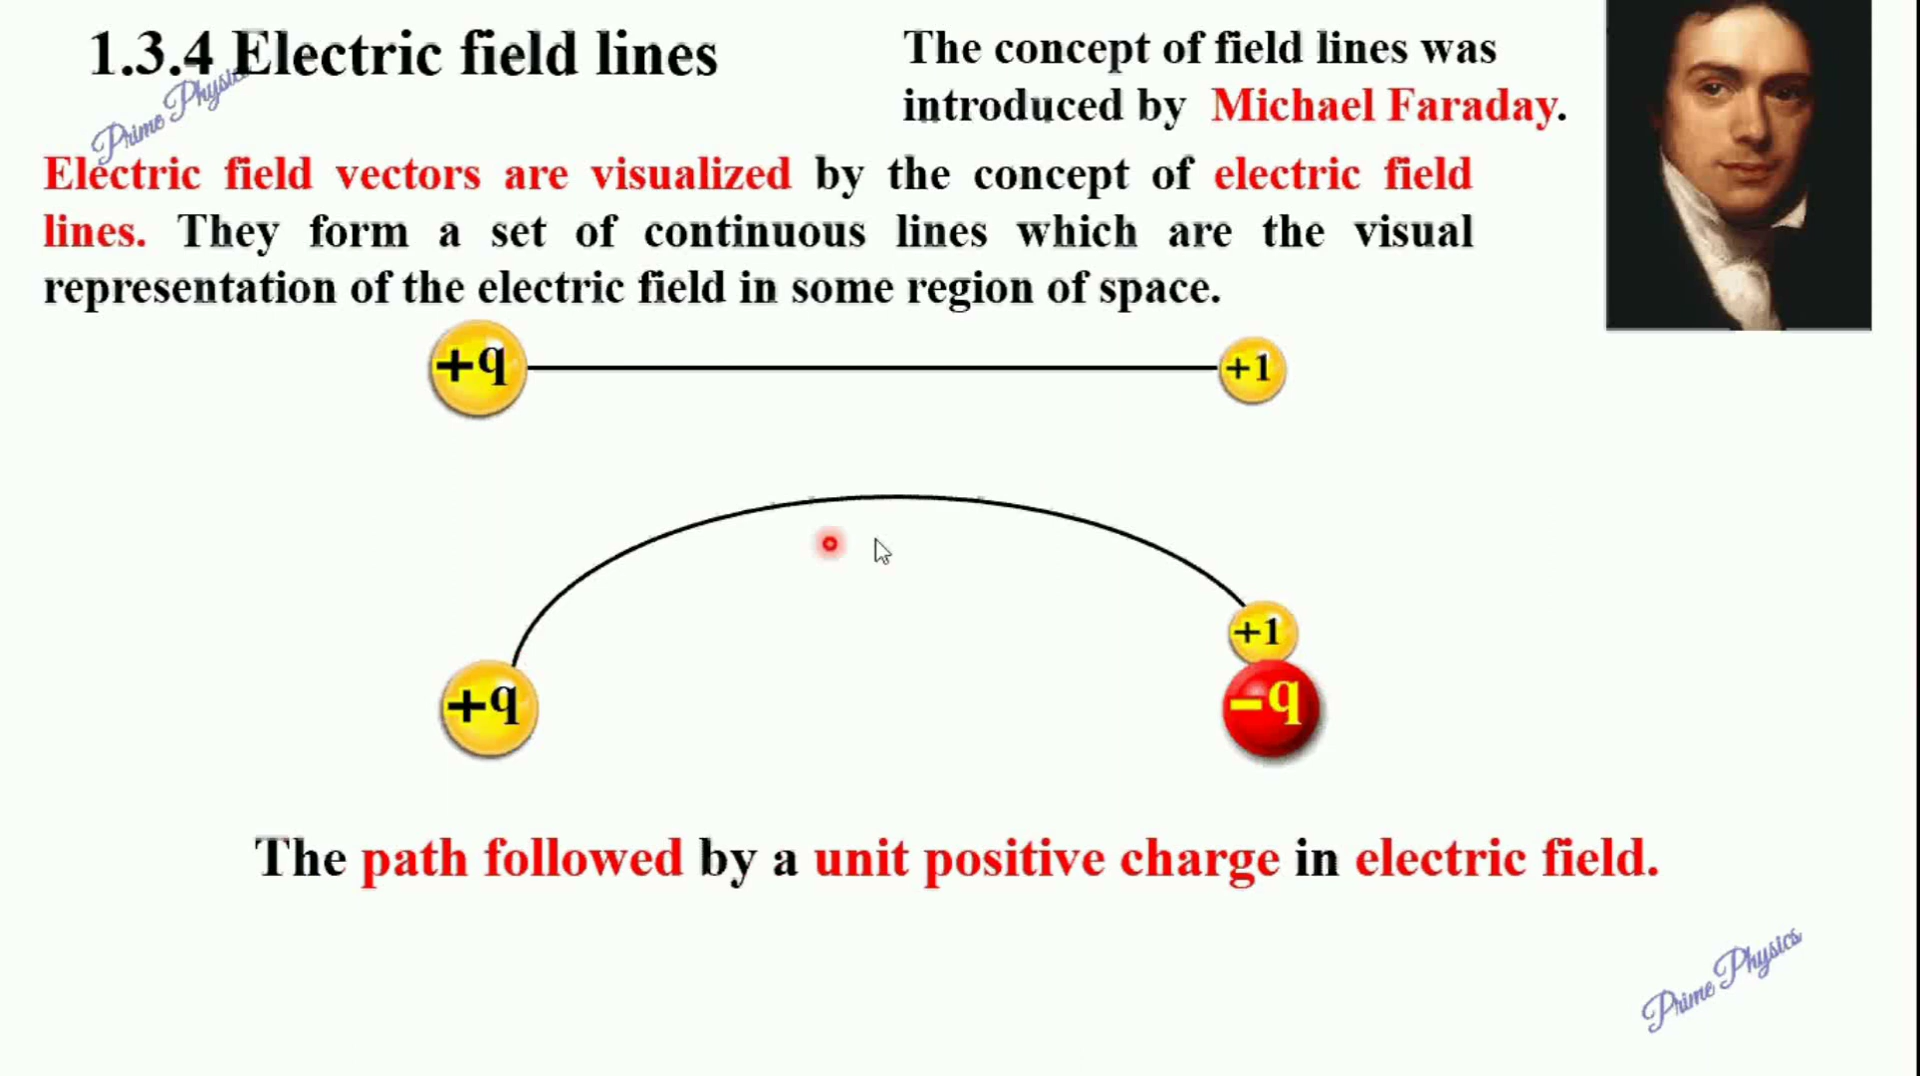 1.3.4 Electric field lines
The concept of field lines was
introduced by Michael Faraday.
Prime Physics
Electric field vectors are visualized by the concept of electric field
lines. They form a set of continuous lines which are the visual
representation of the electric field in some region of space.
+q
+1
+1
+q
-q
The path followed by a unit positive charge in electric field.
Prime Physics